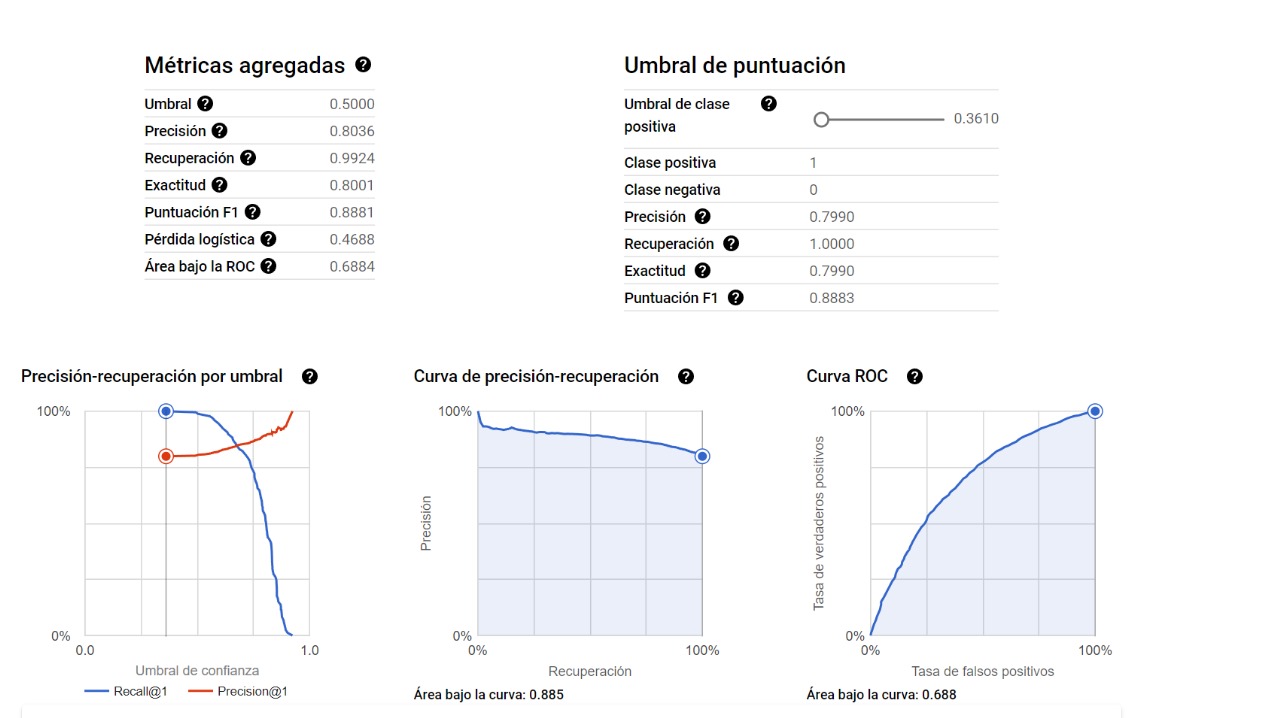 Métricas agregadas
Umbral 0.5000
Precisión 0.8036
Recuperación 0.9924
Exactitud 0.8001
Puntuación F1 0.8881
Pérdida logística 0.4688
Área bajo la ROC 0.6884
Umbral de puntuación
Umbral de clase
positiva
0.3610
Clase positiva 1
Clase negativa 0
Precisión 0.7990
Recuperación 1.0000
Exactitud 0.7990
Puntuación F1 0.8883
Precisión-recuperación por umbral
100%
0%
0.0 1.0
Umbral de confianza
Recall@1 Precision@1
Curva de precisión-recuperación
100%
Precisión
0%
0% 100%
Recuperación
Área bajo la curva: 0.885
Curva ROC
100%
Tasa de verdaderos positivos
0%
0% 100%
Tasa de falsos positivos
Área bajo la curva: 0.688